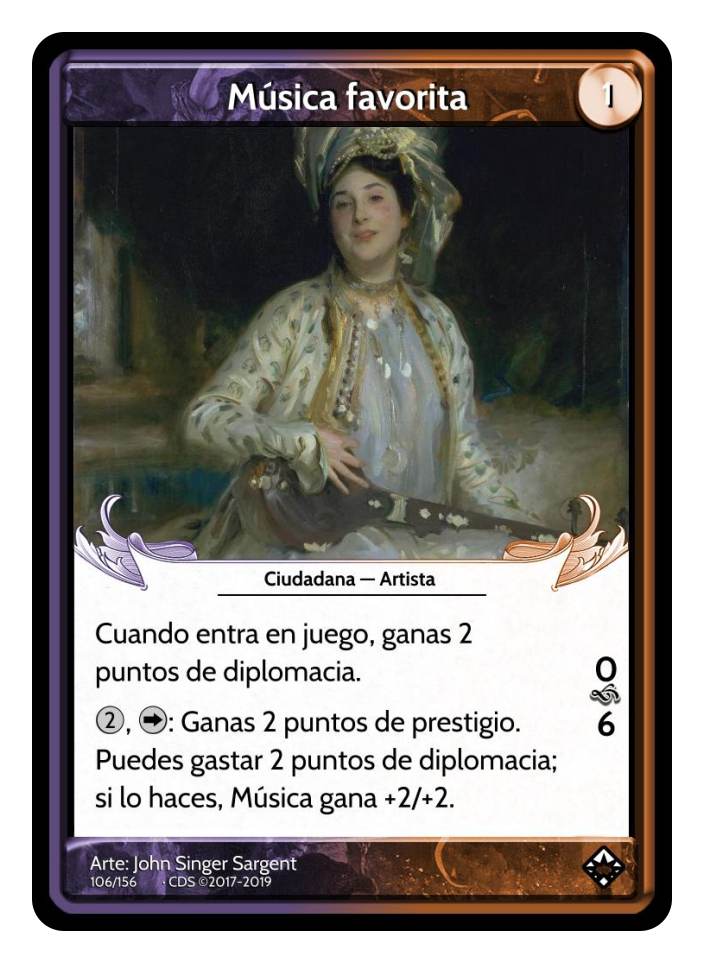 Música favorita
1
Ciudadana — Artista
Cuando entra en juego, ganas 2
puntos de diplomacia.
2, ➡: Ganas 2 puntos de prestigio.
Puedes gastar 2 puntos de diplomacia;
si lo haces, Música gana +2/+2.
0
6
Arte: John Singer Sargent
106/156 · CDS ©2017-2019